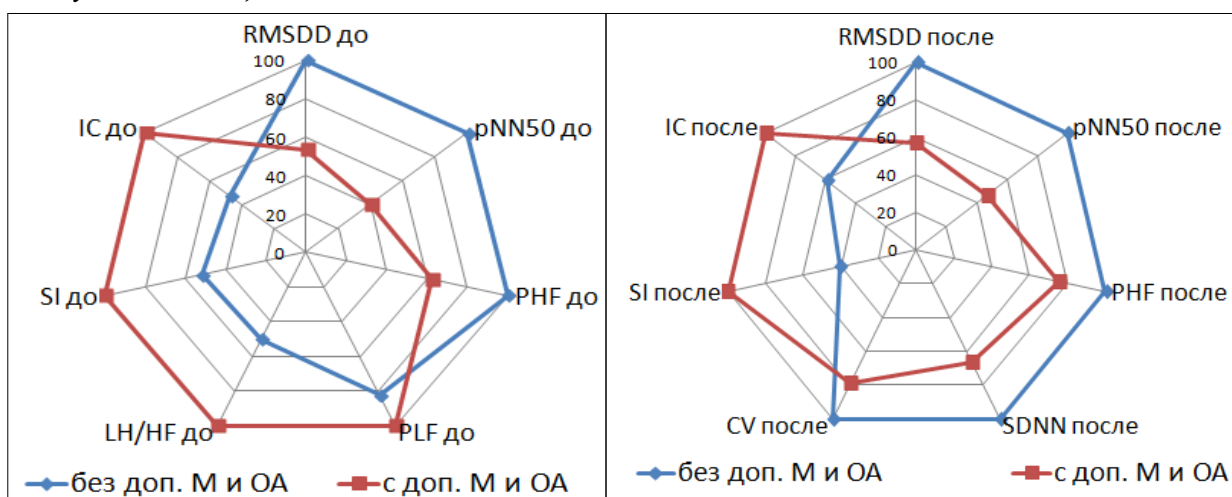 RMSDD до
100
80
60
40
20
0
IC до
pNN50 до
SI до
PHF до
LH/HF до
PLF до
без доп. М и ОА
с доп. М и ОА
RMSDD после
100
80
60
40
20
0
IC после
pNN50 после
SI после
PHF после
CV после
SDNN после
без доп. М и ОА
с доп. М и ОА